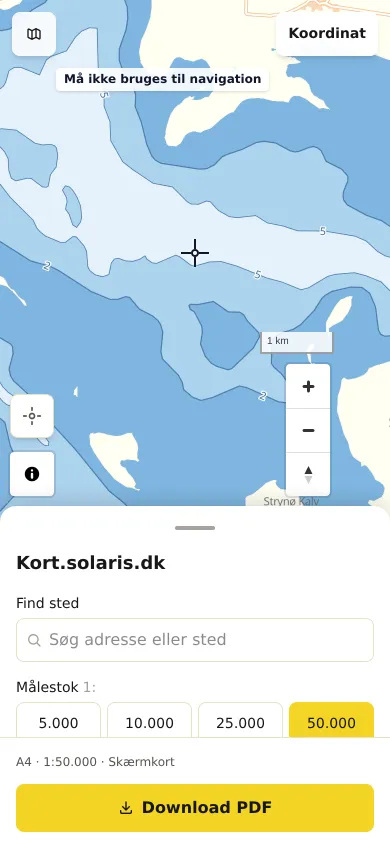 Koordinat
Må ikke bruges til navigation
5
5
2
5
1 km
2
Strynø Kalv
Kort.solaris.dk
Find sted
Søg adresse eller sted
Målestok 1:
5.000 10.000 25.000 50.000
A4 · 1:50.000 · Skærmkort
Download PDF